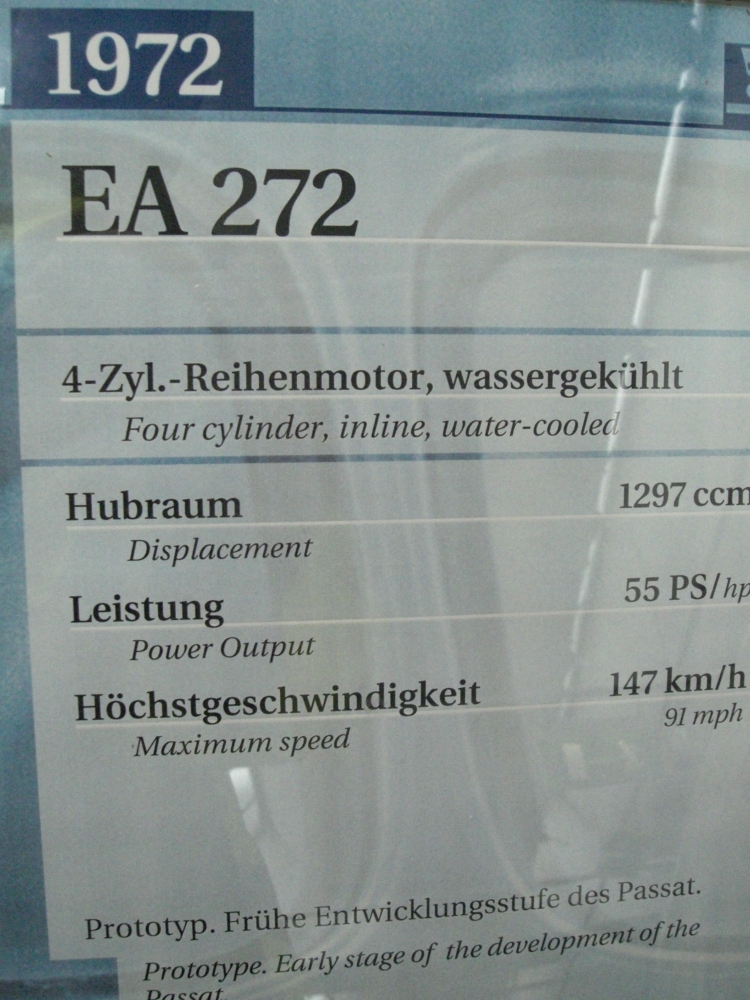 1972
EA 272
4-Zyl.-Reihenmotor, wassergekühlt
Four cylinder, inline, water-cooled
Hubraum 1297 ccm
Displacement
Leistung 55 PS/hp
Power Output
Höchstgeschwindigkeit 147 km/h
Maximum speed 91 mph
Prototyp. Frühe Entwicklungsstufe des Passat.
Prototype. Early stage of the development of the
Passat.